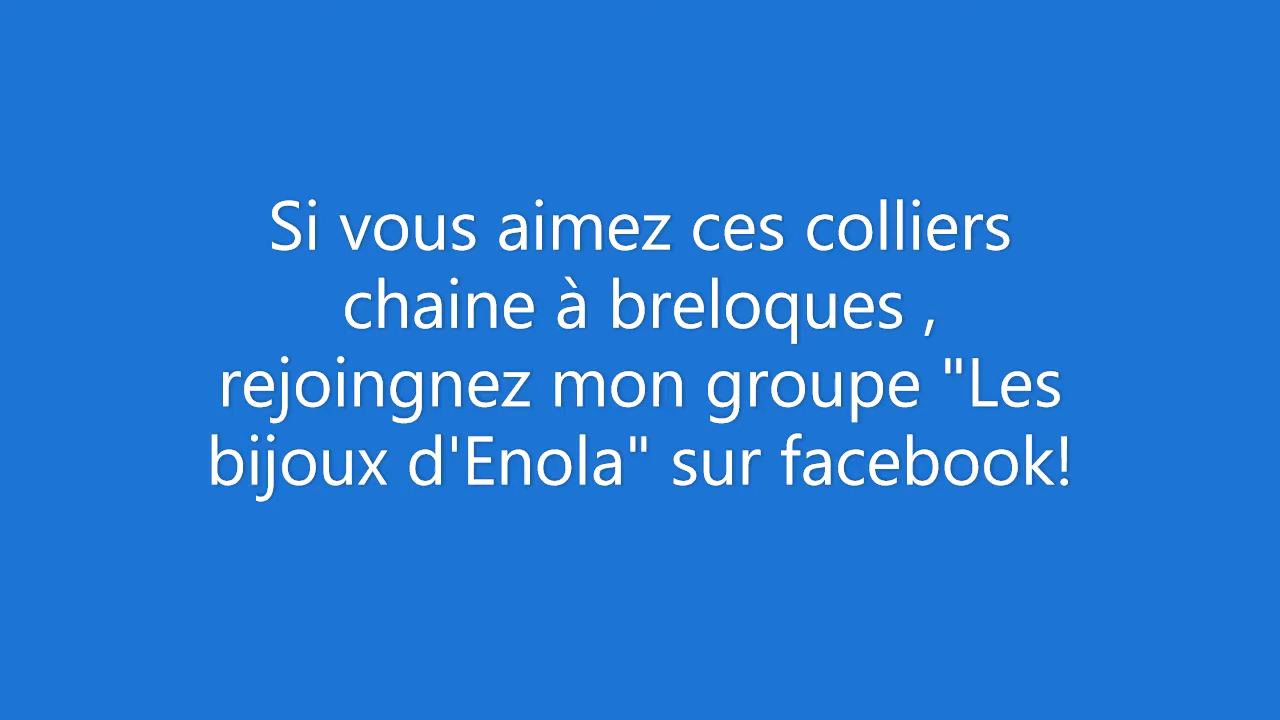 Si vous aimez ces colliers
chaine à breloques ,
rejoingnez mon groupe "Les
bijoux d'Enola" sur facebook!